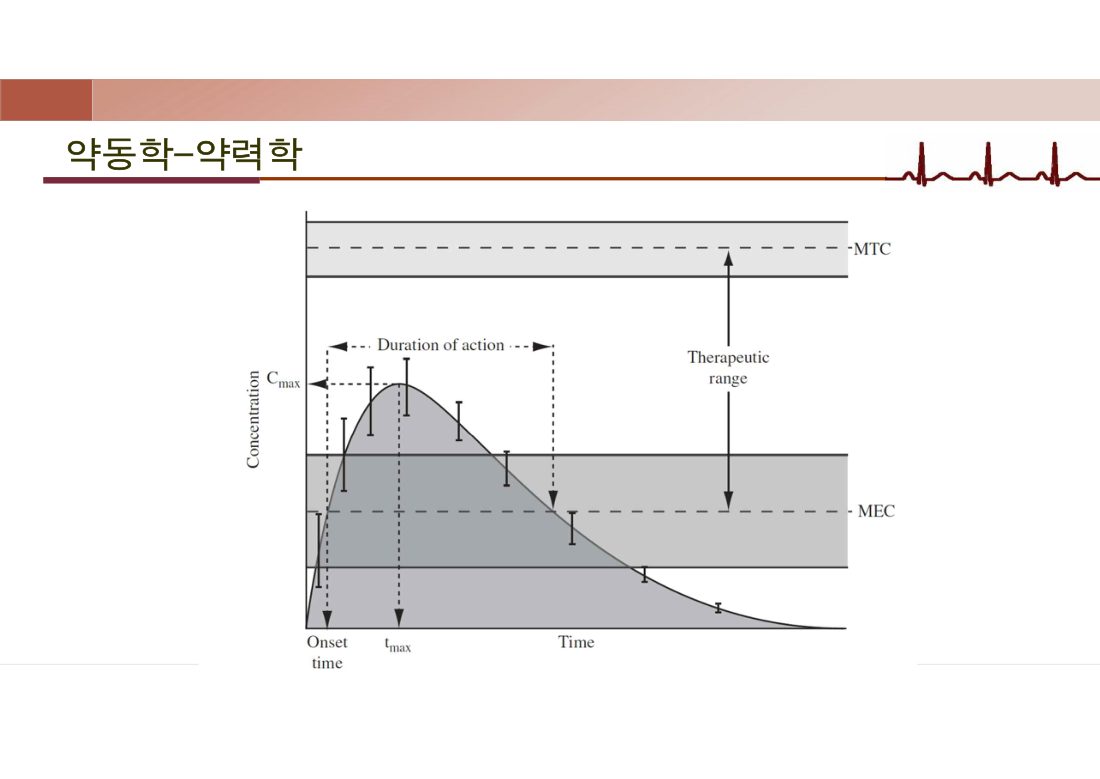 약동학–약력학
MTC
Duration of action
Therapeutic
range
Cmax
Concentration
MEC
Onset
time
tmax
Time